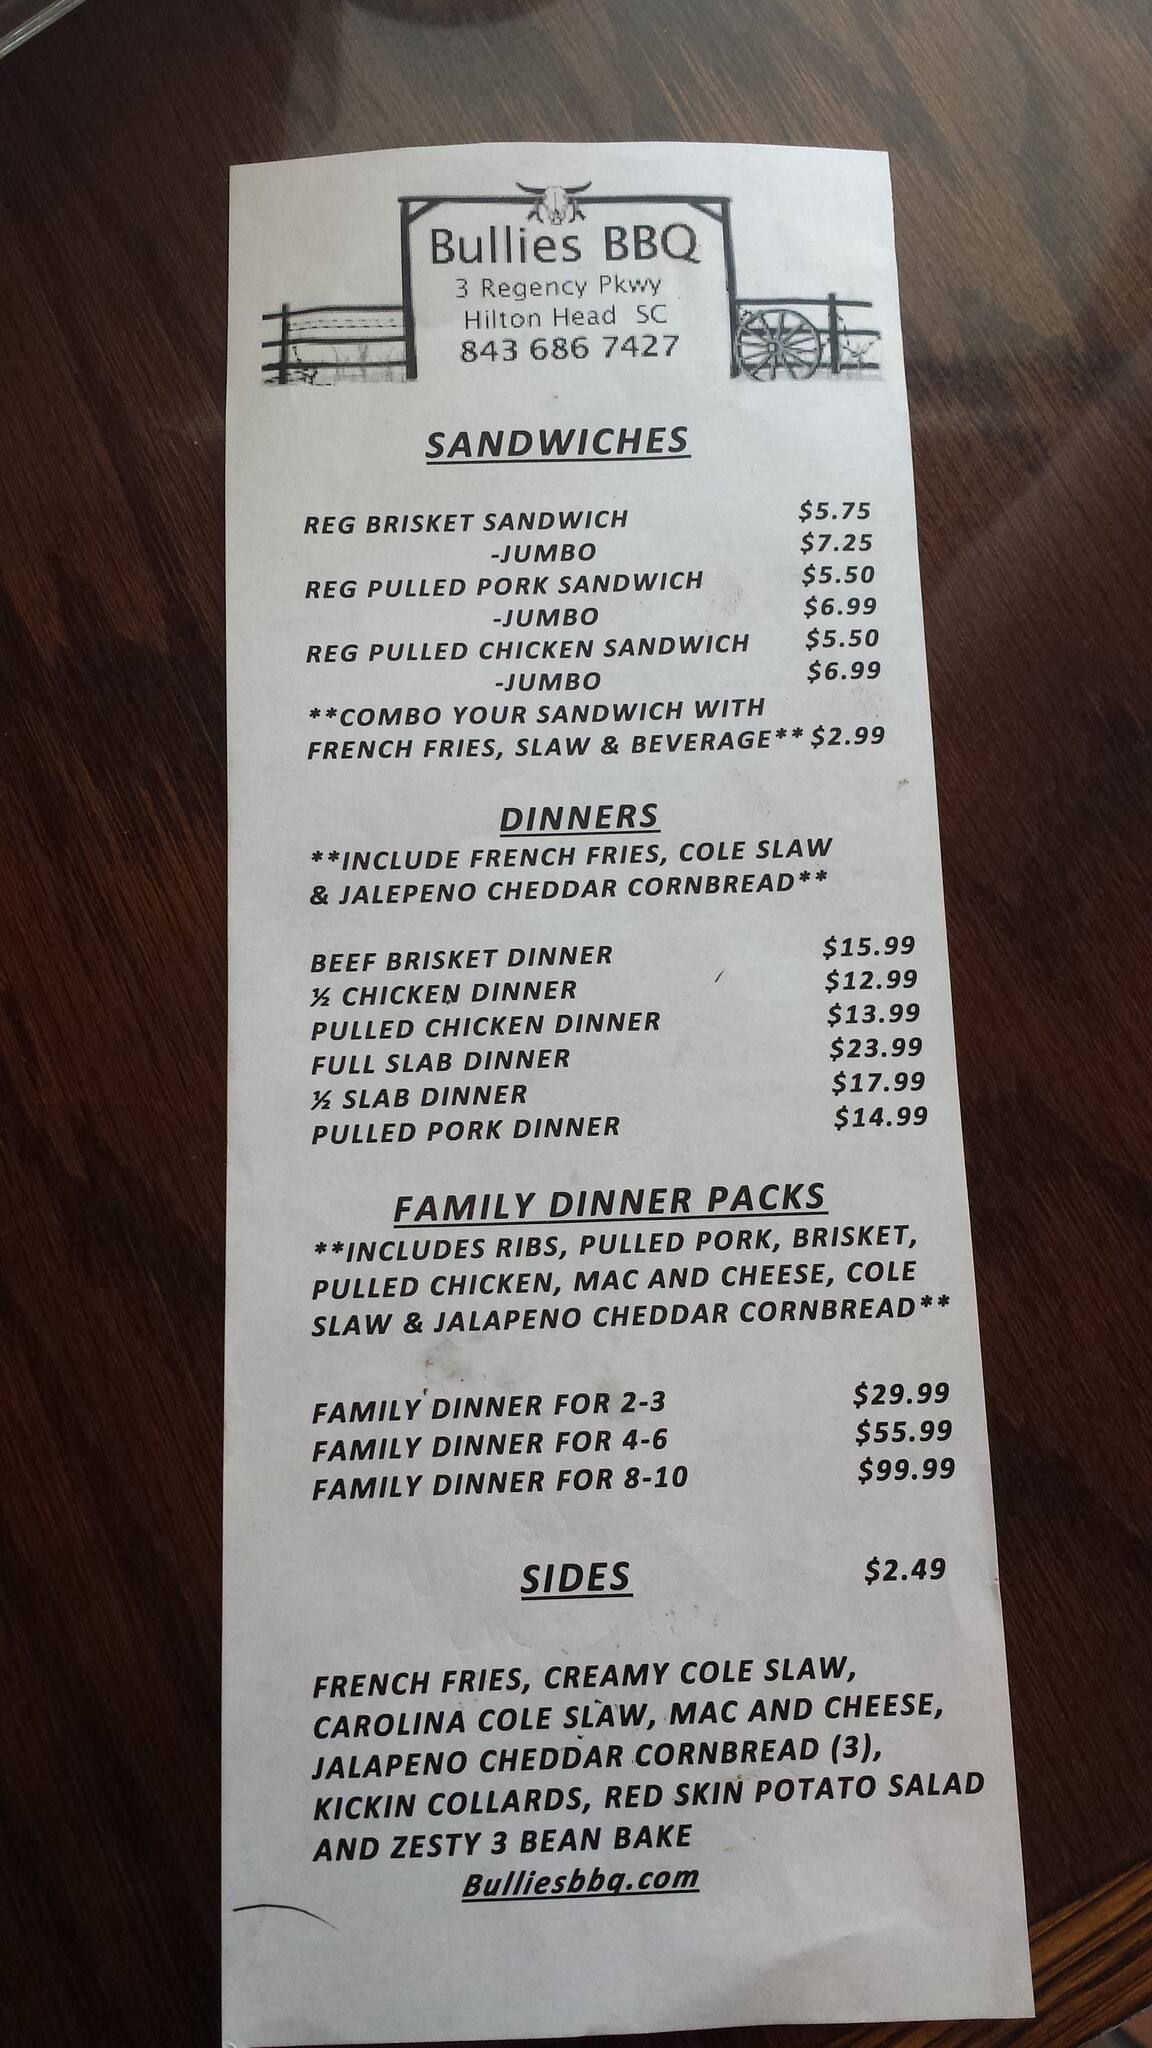 Bullies BBQ
3 Regency Pkwy
Hilton Head SC
843 686 7427
SANDWICHES
REG BRISKET SANDWICH $5.75
-JUMBO $7.25
REG PULLED PORK SANDWICH $5.50
-JUMBO $6.99
REG PULLED CHICKEN SANDWICH $5.50
-JUMBO $6.99
**COMBO YOUR SANDWICH WITH
FRENCH FRIES, SLAW & BEVERAGE** $2.99
DINNERS
**INCLUDE FRENCH FRIES, COLE SLAW
& JALEPENO CHEDDAR CORNBREAD**
BEEF BRISKET DINNER $15.99
½ CHICKEN DINNER $12.99
PULLED CHICKEN DINNER $13.99
FULL SLAB DINNER $23.99
½ SLAB DINNER $17.99
PULLED PORK DINNER $14.99
FAMILY DINNER PACKS
**INCLUDES RIBS, PULLED PORK, BRISKET,
PULLED CHICKEN, MAC AND CHEESE, COLE
SLAW & JALAPENO CHEDDAR CORNBREAD**
FAMILY DINNER FOR 2-3 $29.99
FAMILY DINNER FOR 4-6 $55.99
FAMILY DINNER FOR 8-10 $99.99
SIDES $2.49
FRENCH FRIES, CREAMY COLE SLAW,
CAROLINA COLE SLAW, MAC AND CHEESE,
JALAPENO CHEDDAR CORNBREAD (3),
KICKIN COLLARDS, RED SKIN POTATO SALAD
AND ZESTY 3 BEAN BAKE
Bulliesbbq.com